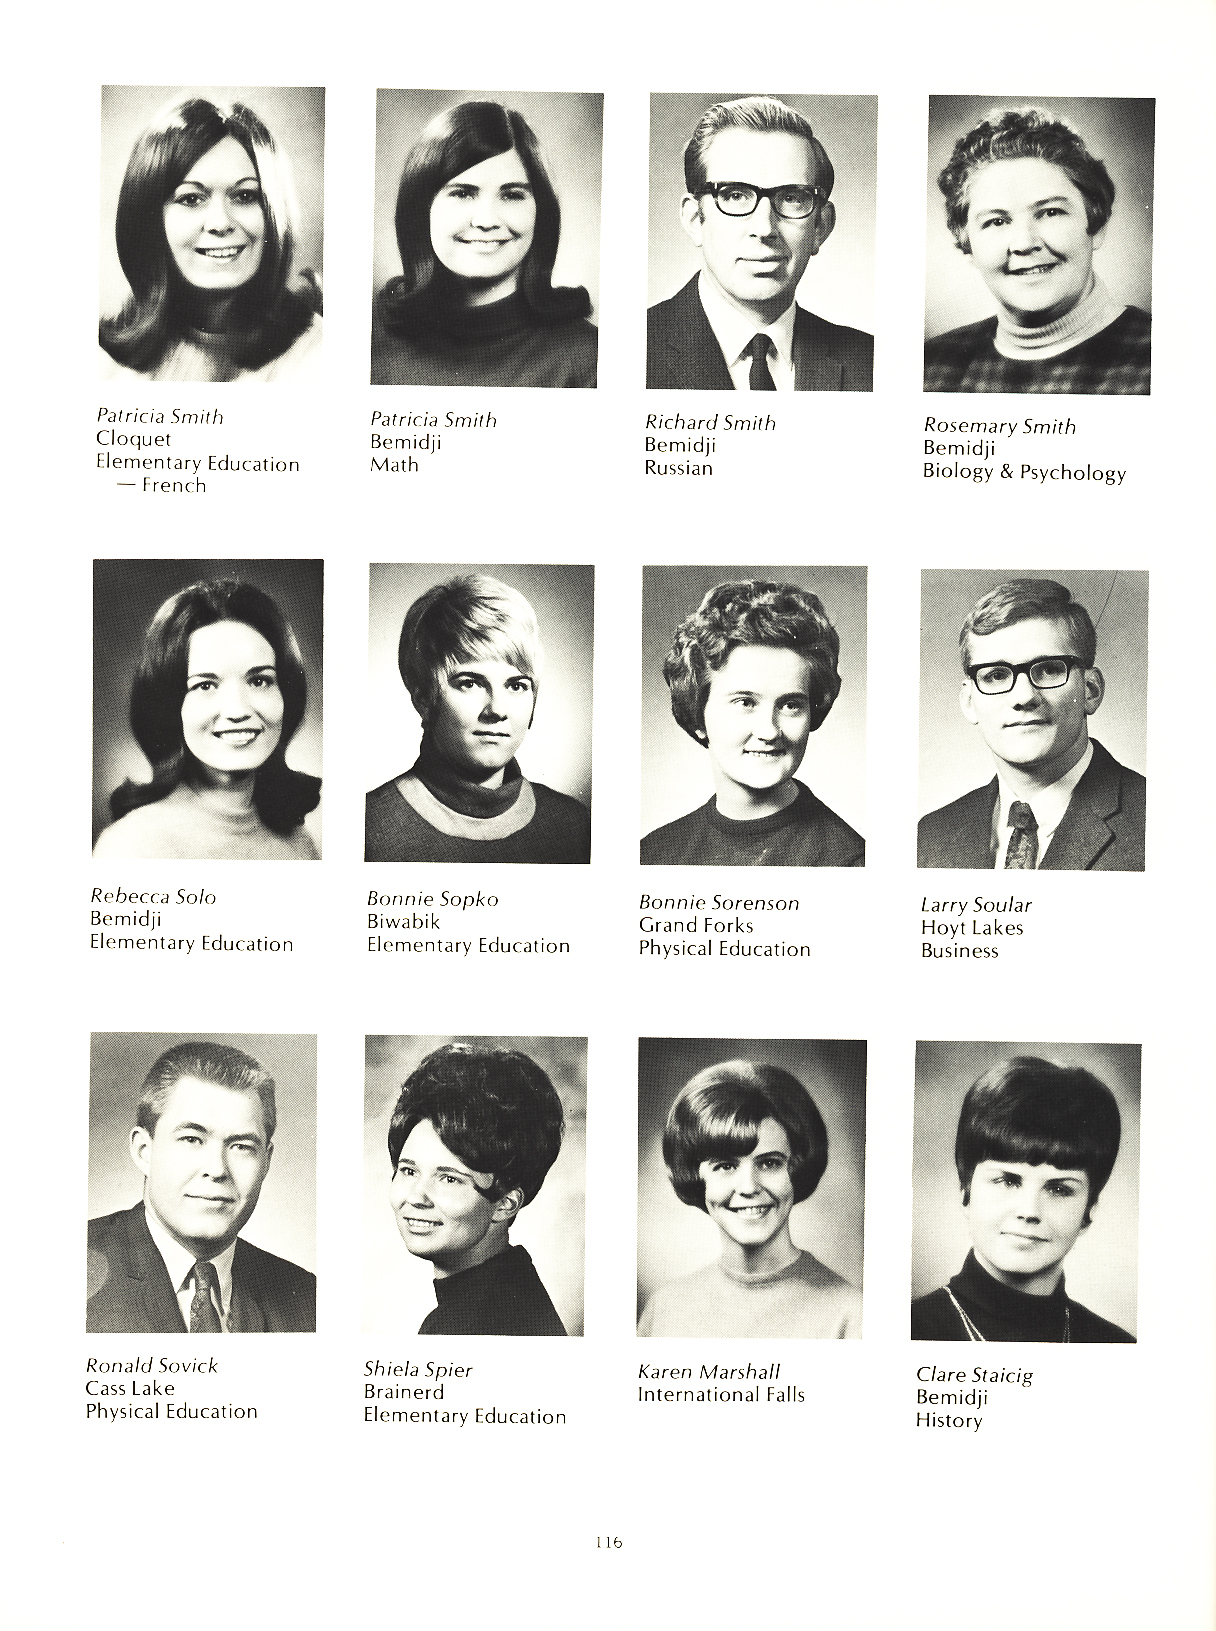 Patricia Smith
Cloquet
Elementary Education
— French
Patricia Smith
Bemidji
Math
Richard Smith
Bemidji
Russian
Rosemary Smith
Bemidji
Biology & Psychology
Rebecca Solo
Bemidji
Elementary Education
Bonnie Sopko
Biwabik
Elementary Education
Bonnie Sorenson
Grand Forks
Physical Education
Larry Soular
Hoyt Lakes
Business
Ronald Sovick
Cass Lake
Physical Education
Shiela Spier
Brainerd
Elementary Education
Karen Marshall
International Falls
Clare Staicig
Bemidji
History
116